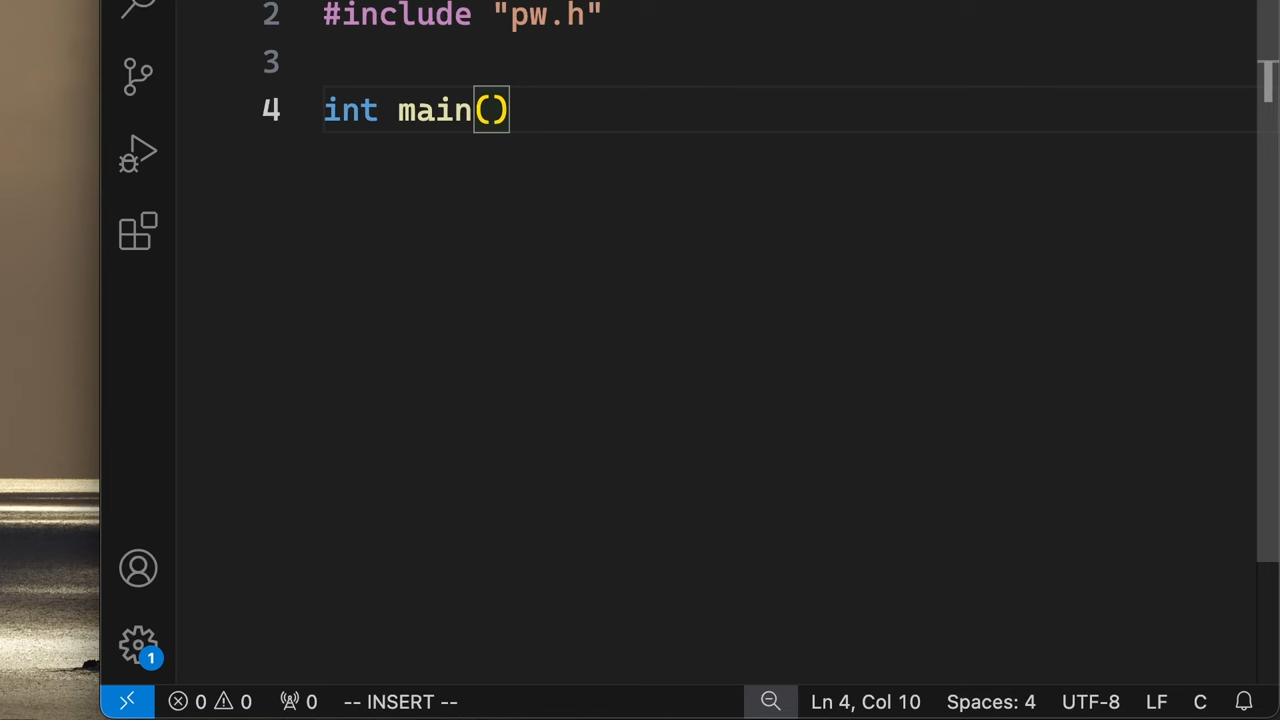 2 #include "pw.h"
3
4 int main()
1
0 0 0 -- INSERT -- Ln 4, Col 10 Spaces: 4 UTF-8 LF C